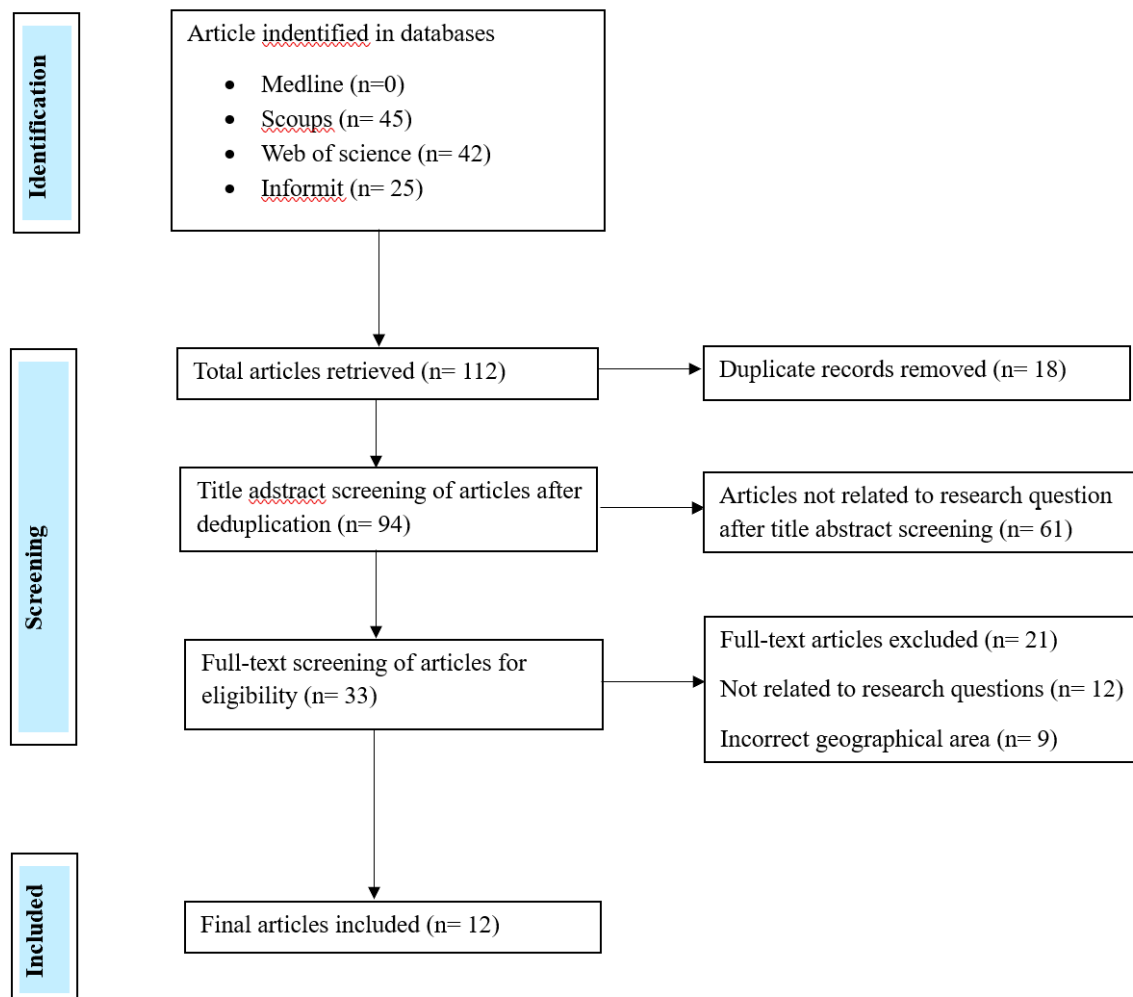 Identification
Article indentified in databases
• Medline (n=0)
• Scoups (n= 45)
• Web of science (n= 42)
• Informit (n= 25)
Screening
Total articles retrieved (n= 112)
Duplicate records removed (n= 18)
Title adstract screening of articles after
deduplication (n= 94)
Articles not related to research question
after title abstract screening (n= 61)
Full-text screening of articles for
eligibility (n= 33)
Full-text articles excluded (n= 21)
Not related to research questions (n= 12)
Incorrect geographical area (n= 9)
Included
Final articles included (n= 12)